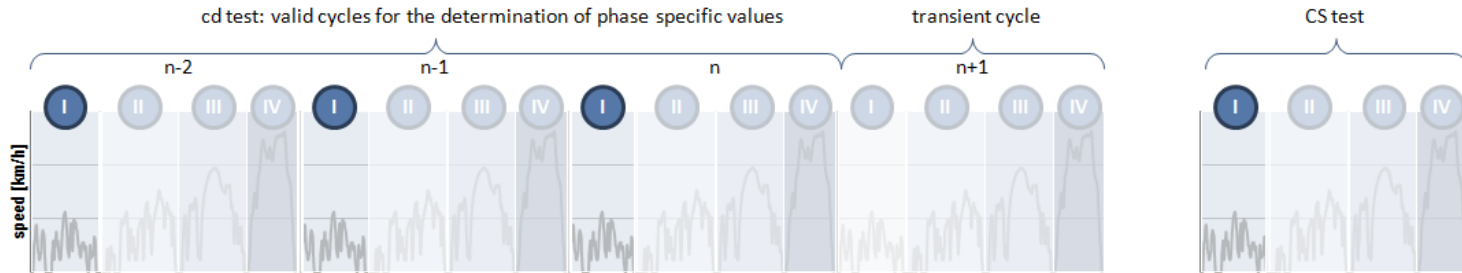 cd test: valid cycles for the determination of phase specific values transient cycle CS test
n-2 n-1 n n+1
I II III IV I II III IV I II III IV I II III IV I II III IV
speed [km/h]